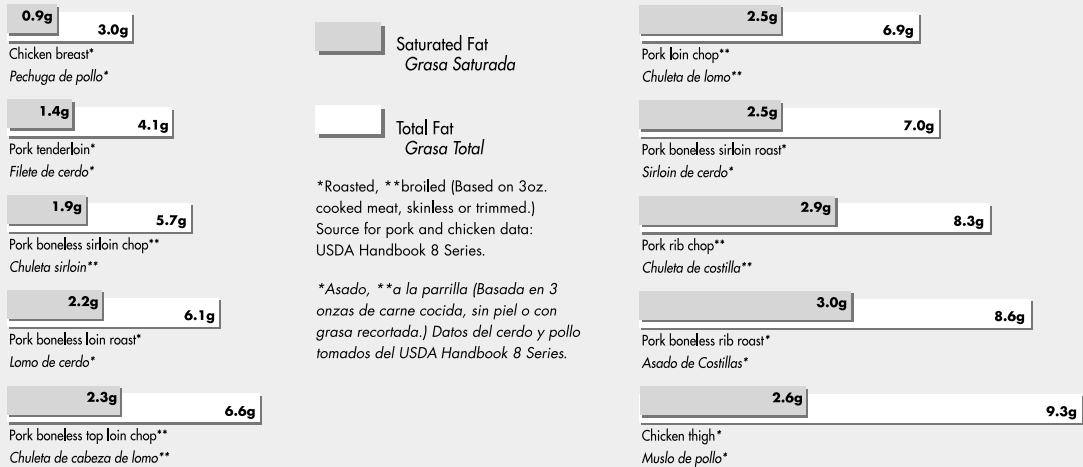 0.9g
3.0g
Chicken breast*
Pechuga de pollo*
1.4g
4.1g
Pork tenderloin*
Filete de cerdo*
1.9g
5.7g
Pork boneless sirloin chop**
Chuleta sirloin**
2.2g
6.1g
Pork boneless loin roast*
Lomo de cerdo*
2.3g
6.6g
Pork boneless top loin chop**
Chuleta de cabeza de lomo**
Saturated Fat
Grasa Saturada
Total Fat
Grasa Total
*Roasted, **broiled (Based on 3oz.
cooked meat, skinless or trimmed.)
Source for pork and chicken data:
USDA Handbook 8 Series.
*Asado, **a la parrilla (Basada en 3
onzas de carne cocida, sin piel o con
grasa recortada.) Datos del cerdo y pollo
tomados del USDA Handbook 8 Series.
2.5g
6.9g
Pork loin chop**
Chuleta de lomo**
2.5g
7.0g
Pork boneless sirloin roast*
Sirloin de cerdo*
2.9g
8.3g
Pork rib chop**
Chuleta de costilla**
3.0g
8.6g
Pork boneless rib roast*
Asado de Costillas*
2.6g
9.3g
Chicken thigh*
Muslo de pollo*